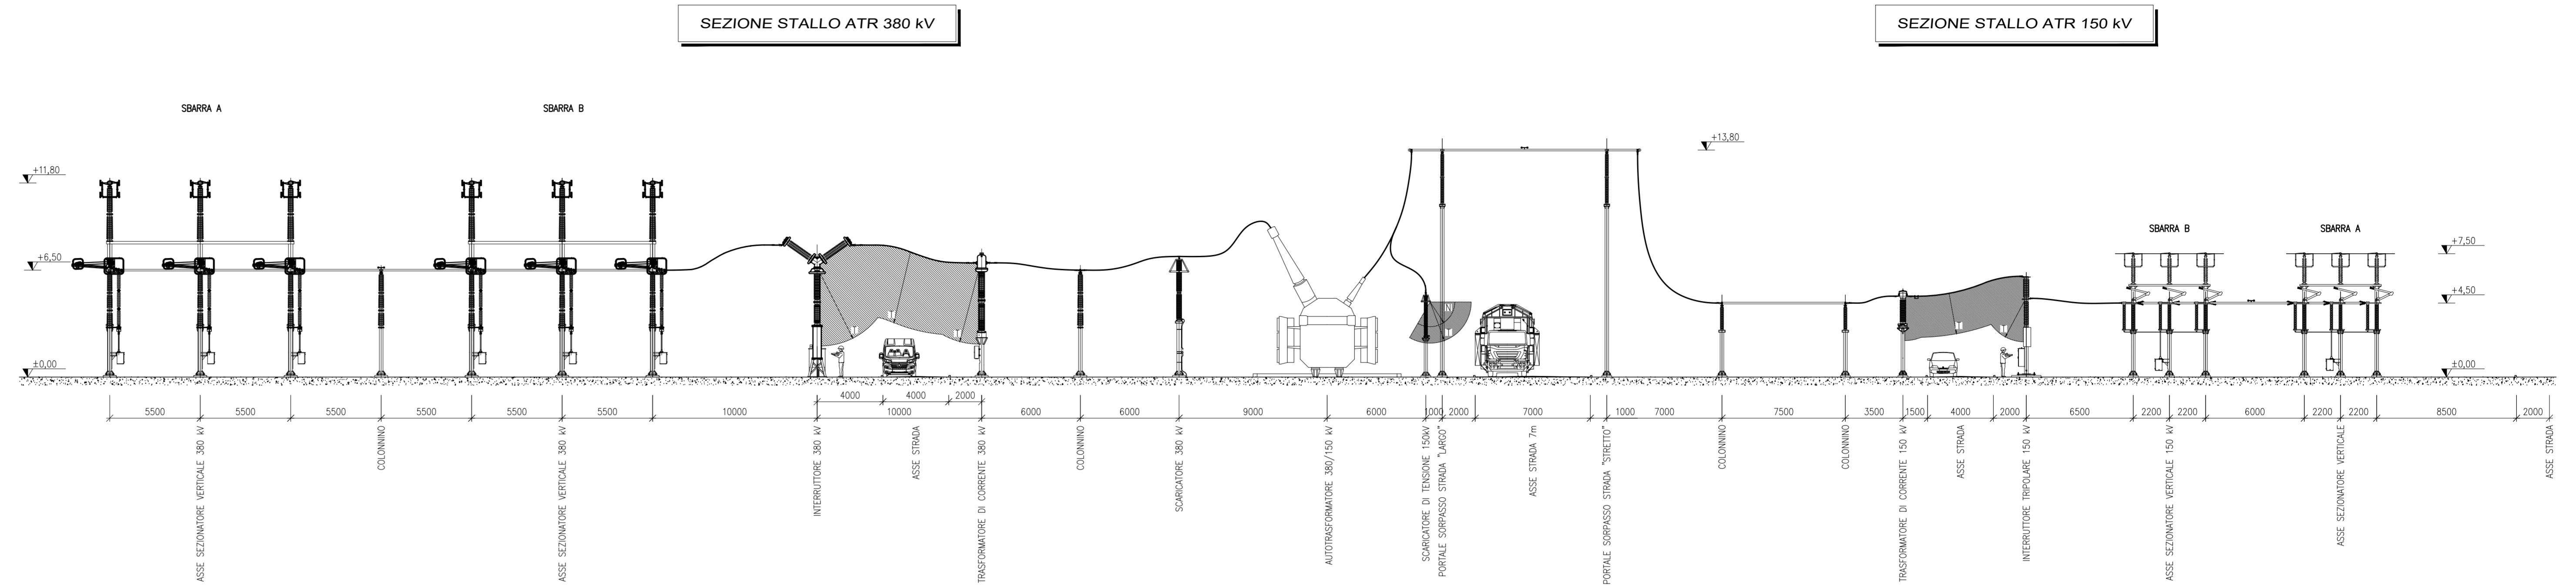 SEZIONE STALLO ATR 380 kV
SEZIONE STALLO ATR 150 kV
SBARRA A
SBARRA B
+13,80
+11,80
SBARRA B
SBARRA A
+7,50
+6,50
+4,50
±0,00
±0,00
4000
4000
2000
5500
5500
5500
5500
5500
5500
10000
10000
6000
6000
9000
6000
1000
2000
7000
1000
7000
7500
3500
1500
4000
2000
6500
2200
2200
6000
2200
2200
8500
2000
ASSE SEZIONATORE VERTICALE 380 kV
COLONNINO
ASSE SEZIONATORE VERTICALE 380 kV
INTERRUTTORE 380 kV
ASSE STRADA
TRASFORMATORE DI CORRENTE 380 kV
COLONNINO
SCARICATORE 380 kV
AUTOTRASFORMATORE 380/150 kV
SCARICATORE DI TENSIONE 150kV
PORTALE SORPASSO STRADA "LARGO"
ASSE STRADA 7m
PORTALE SORPASSO STRADA "STRETTO"
COLONNINO
COLONNINO
TRASFORMATORE DI CORRENTE 150 kV
ASSE STRADA
INTERRUTTORE TRIPOLARE 150 kV
ASSE SEZIONATORE VERTICALE 150 kV
ASSE SEZIONATORE VERTICALE
ASSE STRADA